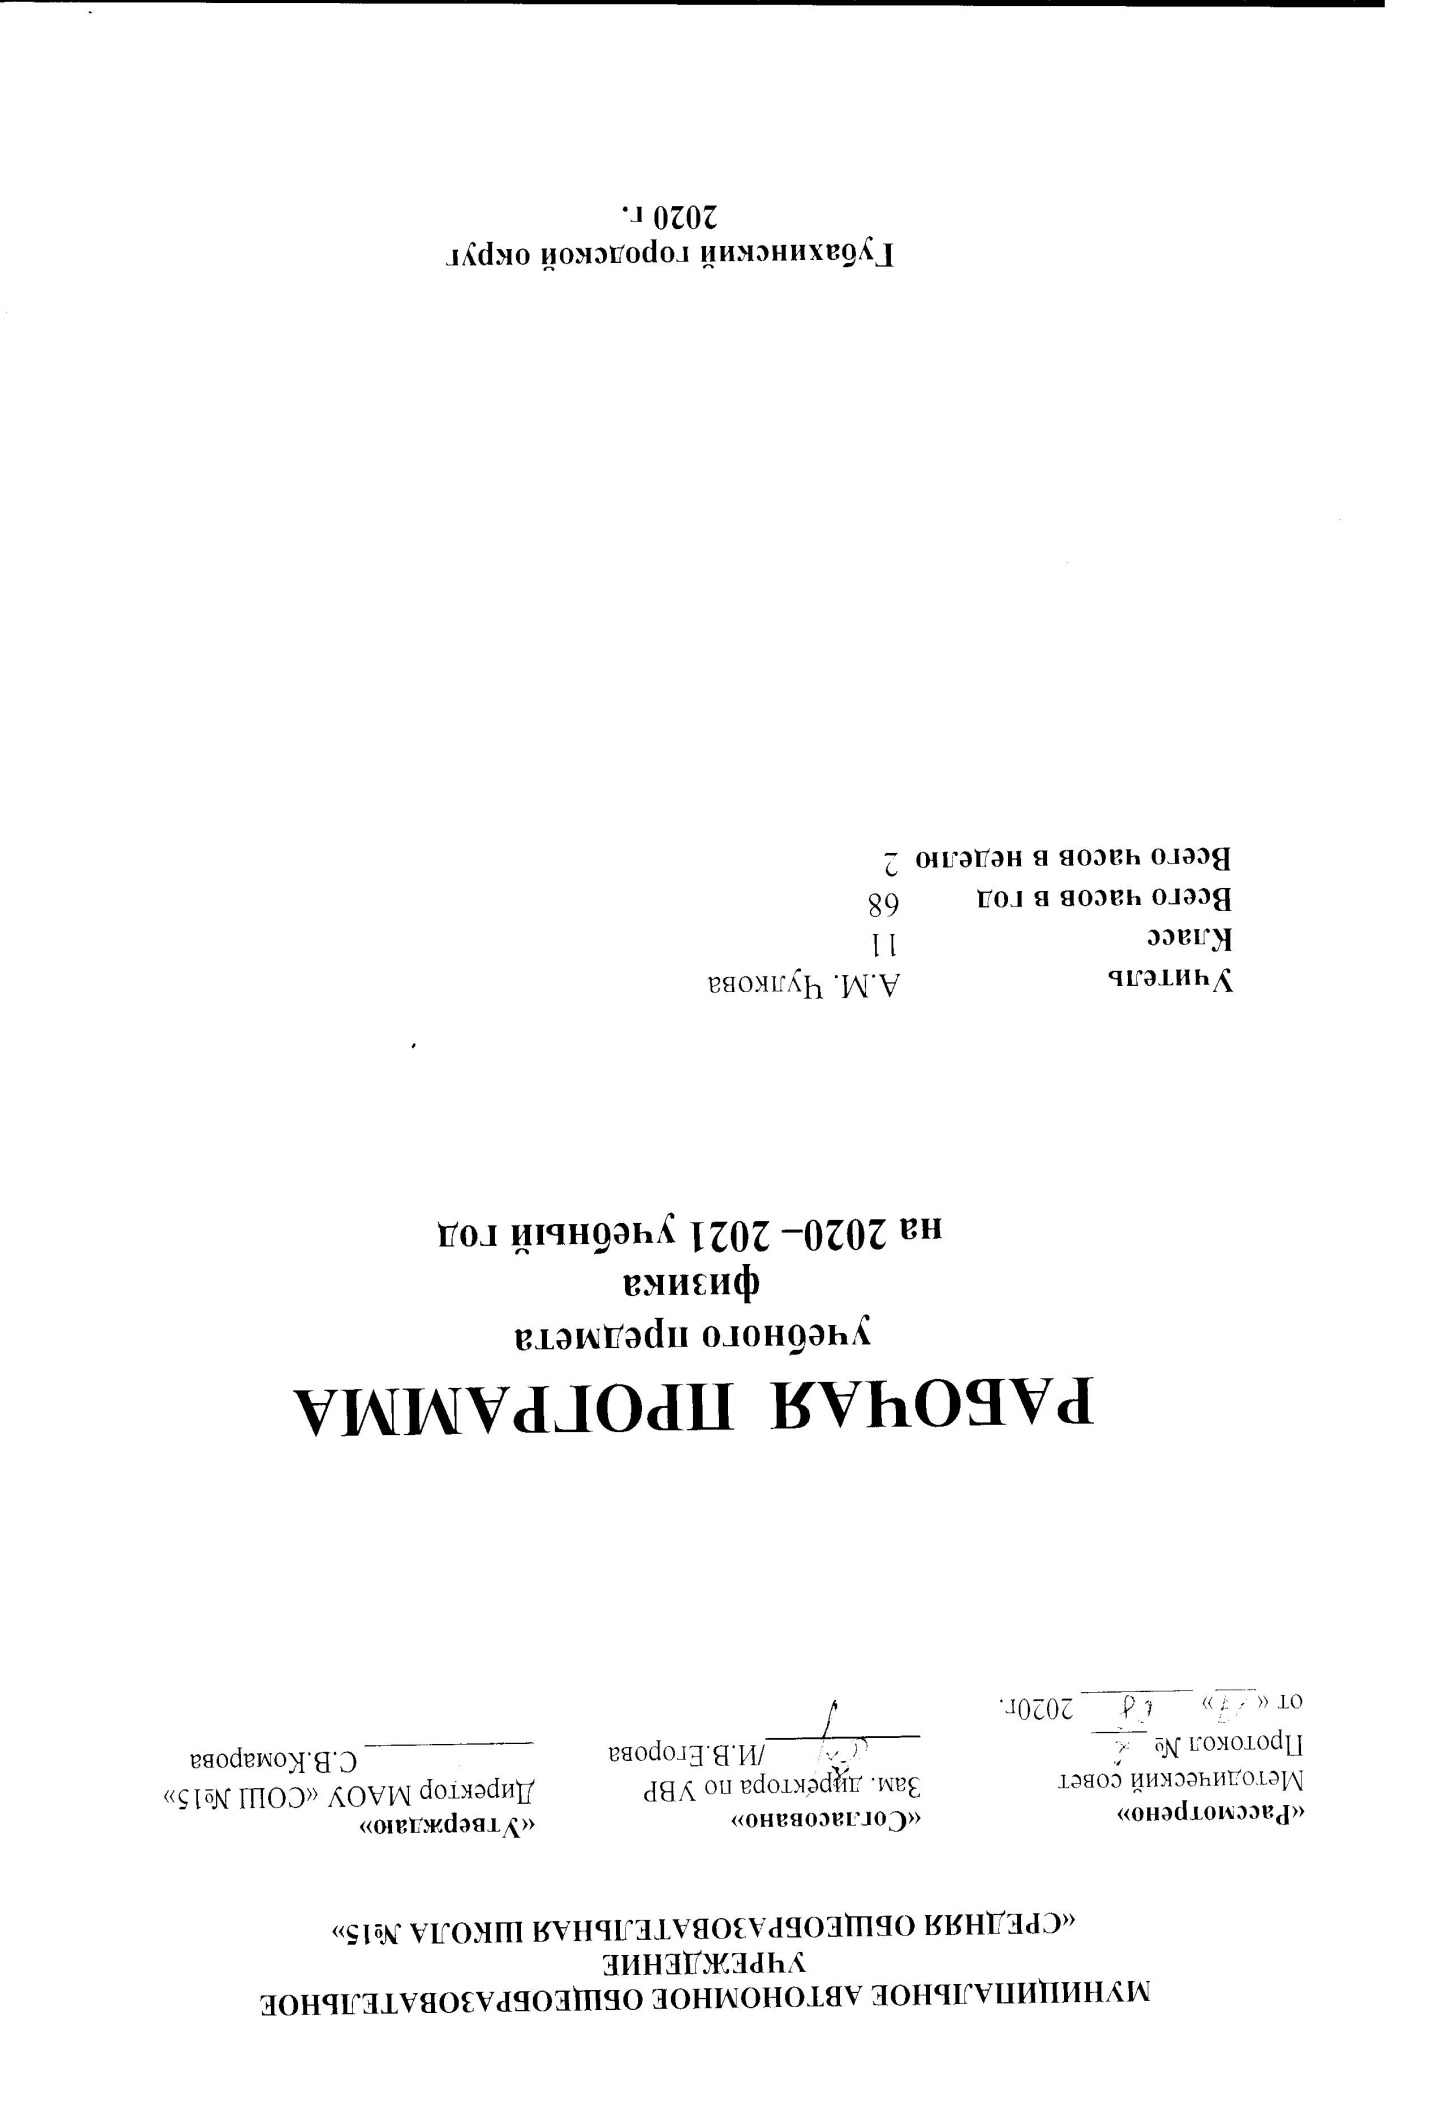 МУНИЦИПАЛЬНОЕ АВТОНОМНОЕ ОБЩЕОБРАЗОВАТЕЛЬНОЕ
УЧРЕЖДЕНИЕ
«СРЕДНЯЯ ОБЩЕОБРАЗОВАТЕЛЬНАЯ ШКОЛА №15»
«Рассмотрено»
Методический совет
Протокол №
от « » 2020г.
«Согласовано»
Зам. директора по УВР
/И.В.Егорова
«Утверждаю»
Директор МАОУ «СОШ №15»
С.В.Комарова
РАБОЧАЯ ПРОГРАММА
учебного предмета
физика
на 2020– 2021 учебный год
Учитель А.М. Чулкова
Класс 11
Всего часов в год 68
Всего часов в неделю 2
Губахинский городской округ
2020 г.